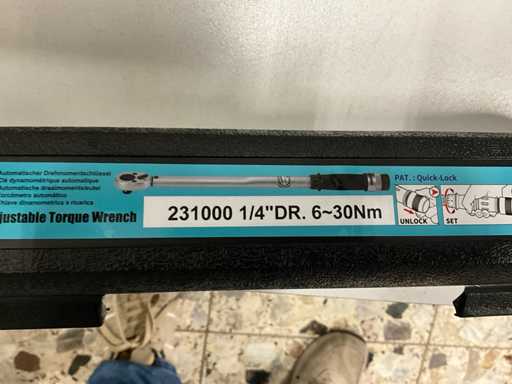 Automatischer Drehmomentschlüssel
Clé dynamométrique automatique
Automatische draaimomentsleutel
Torcómetro automático
Chiave dinamometrica a ricarica
justable Torque Wrench
231000 1/4"DR. 6~30Nm
PAT. : Quick-Lock
UNLOCK
SET